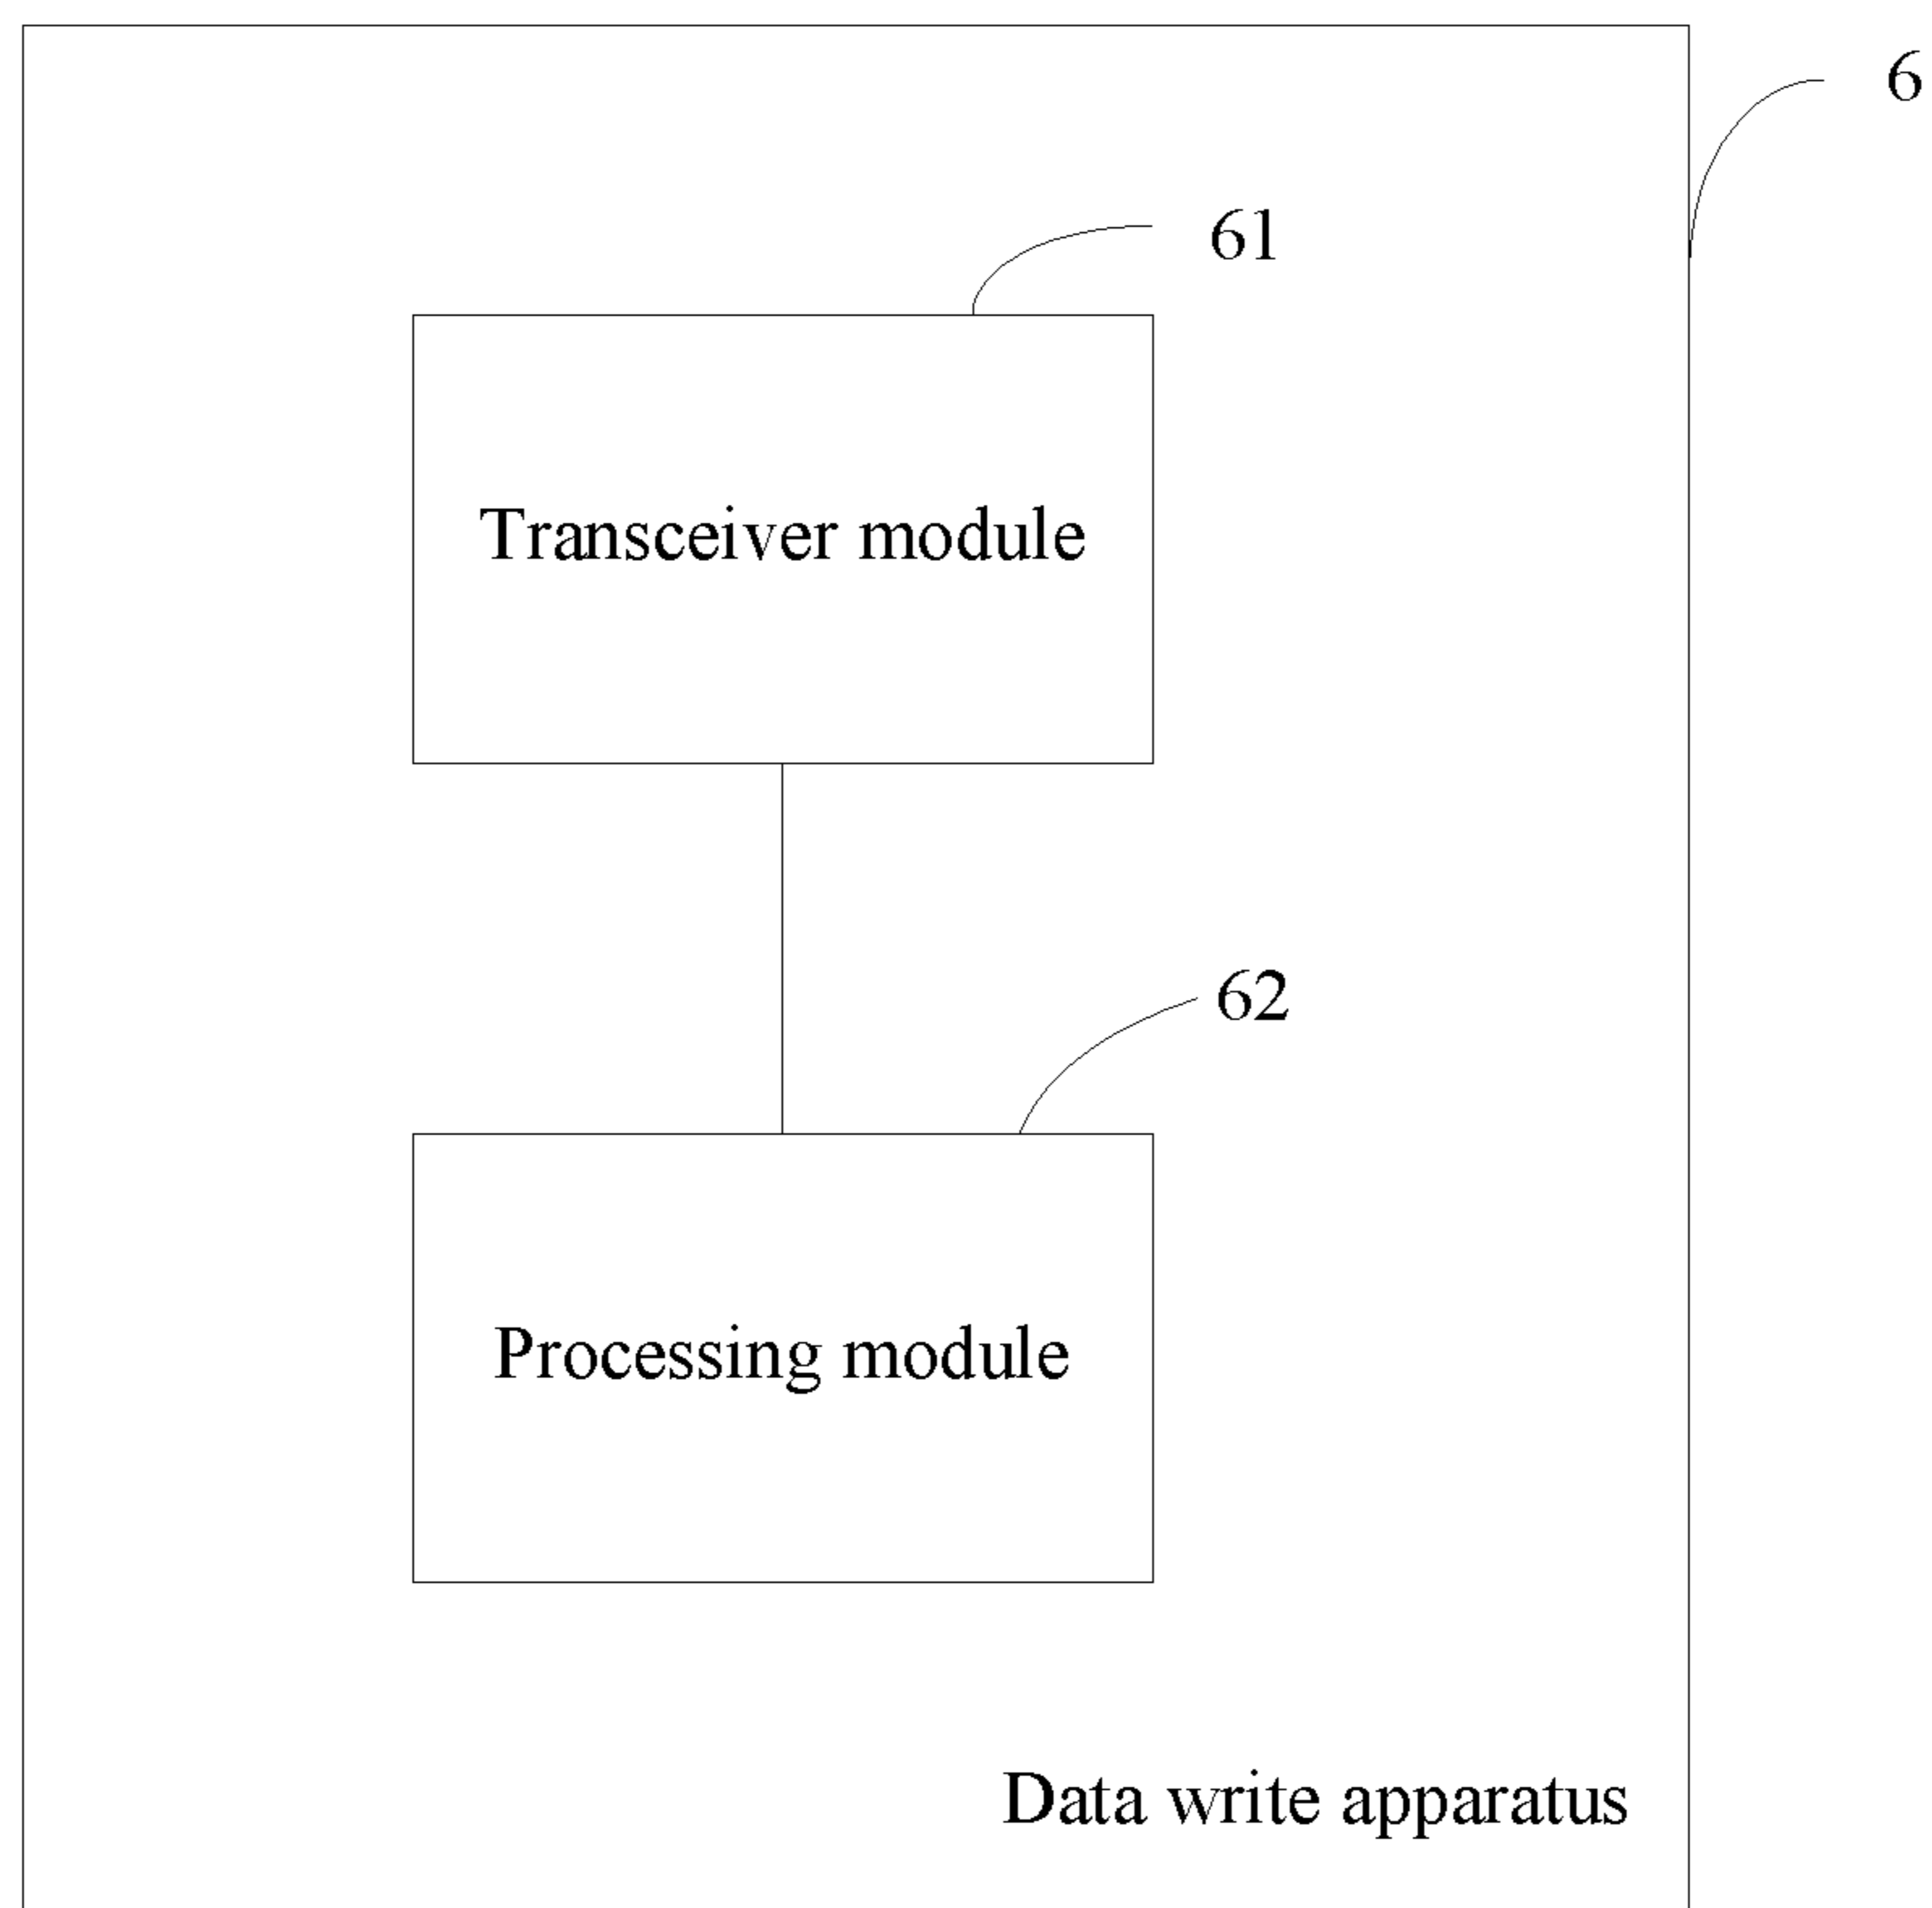 6
61
Transceiver module
62
Processing module
Data write apparatus